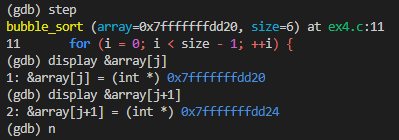 (gdb) step
bubble_sort (array=0x7fffffffdd20, size=6) at ex4.c:11
11 for (i = 0; i < size - 1; ++i) {
(gdb) display &array[j]
1: &array[j] = (int *) 0x7fffffffdd20
(gdb) display &array[j+1]
2: &array[j+1] = (int *) 0x7fffffffdd24
(gdb) n